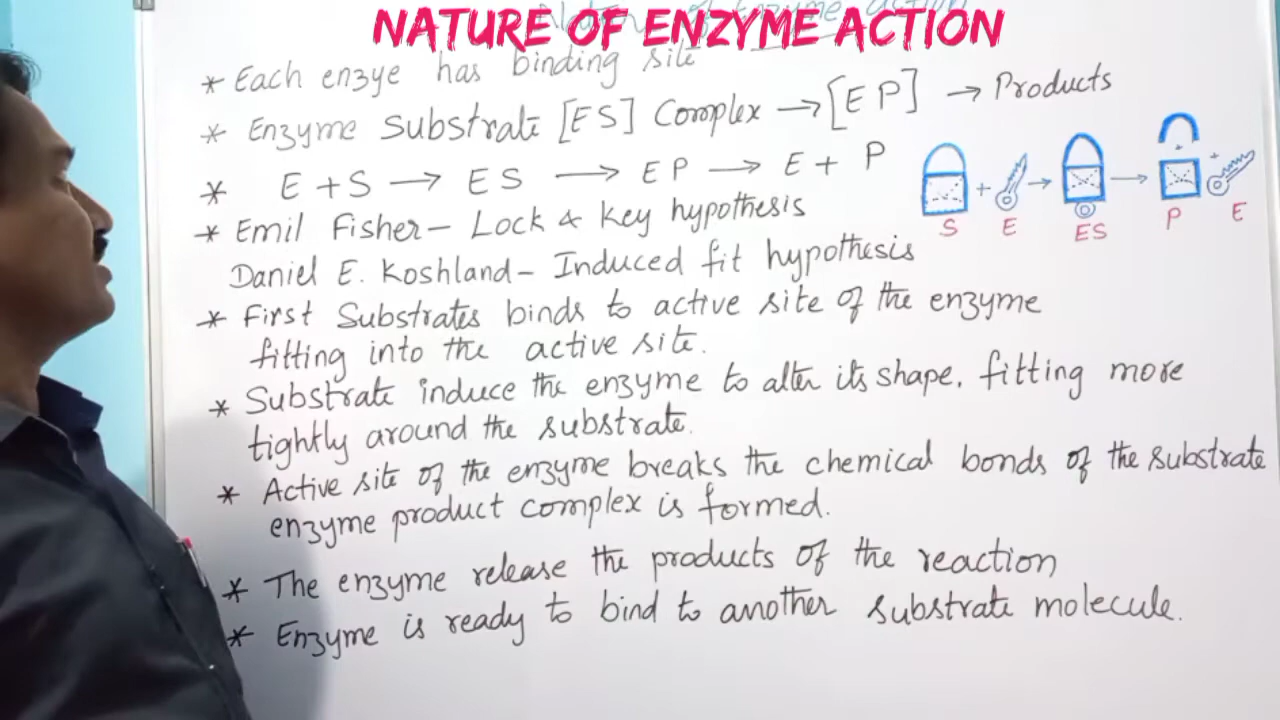 NATURE OF ENZYME ACTION
* Each enzye has binding site
* Enzyme Substrate [ES] Complex → [EP] → Products
* E + S → ES → EP → E + P
S E ES P E
* Emil Fisher - Lock & key hypothesis
Daniel E. Koshland - Induced fit hypothesis
* First Substrates binds to active site of the enzyme
fitting into the active site.
* Substrate induce the enzyme to alter its shape, fitting more
tightly around the substrate.
* Active site of the enzyme breaks the chemical bonds of the substrate
enzyme product complex is formed.
* The enzyme release the products of the reaction
* Enzyme is ready to bind to another substrate molecule.